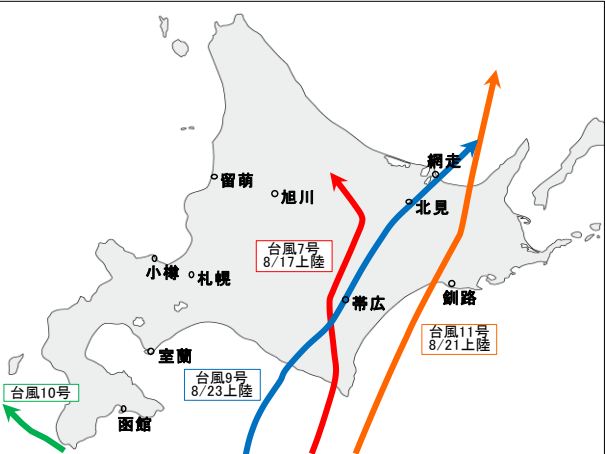 網走
留萌
旭川
北見
台風7号
8/17上陸
小樽
札幌
帯広
釧路
台風11号
8/21上陸
室蘭
台風9号
8/23上陸
台風10号
函館